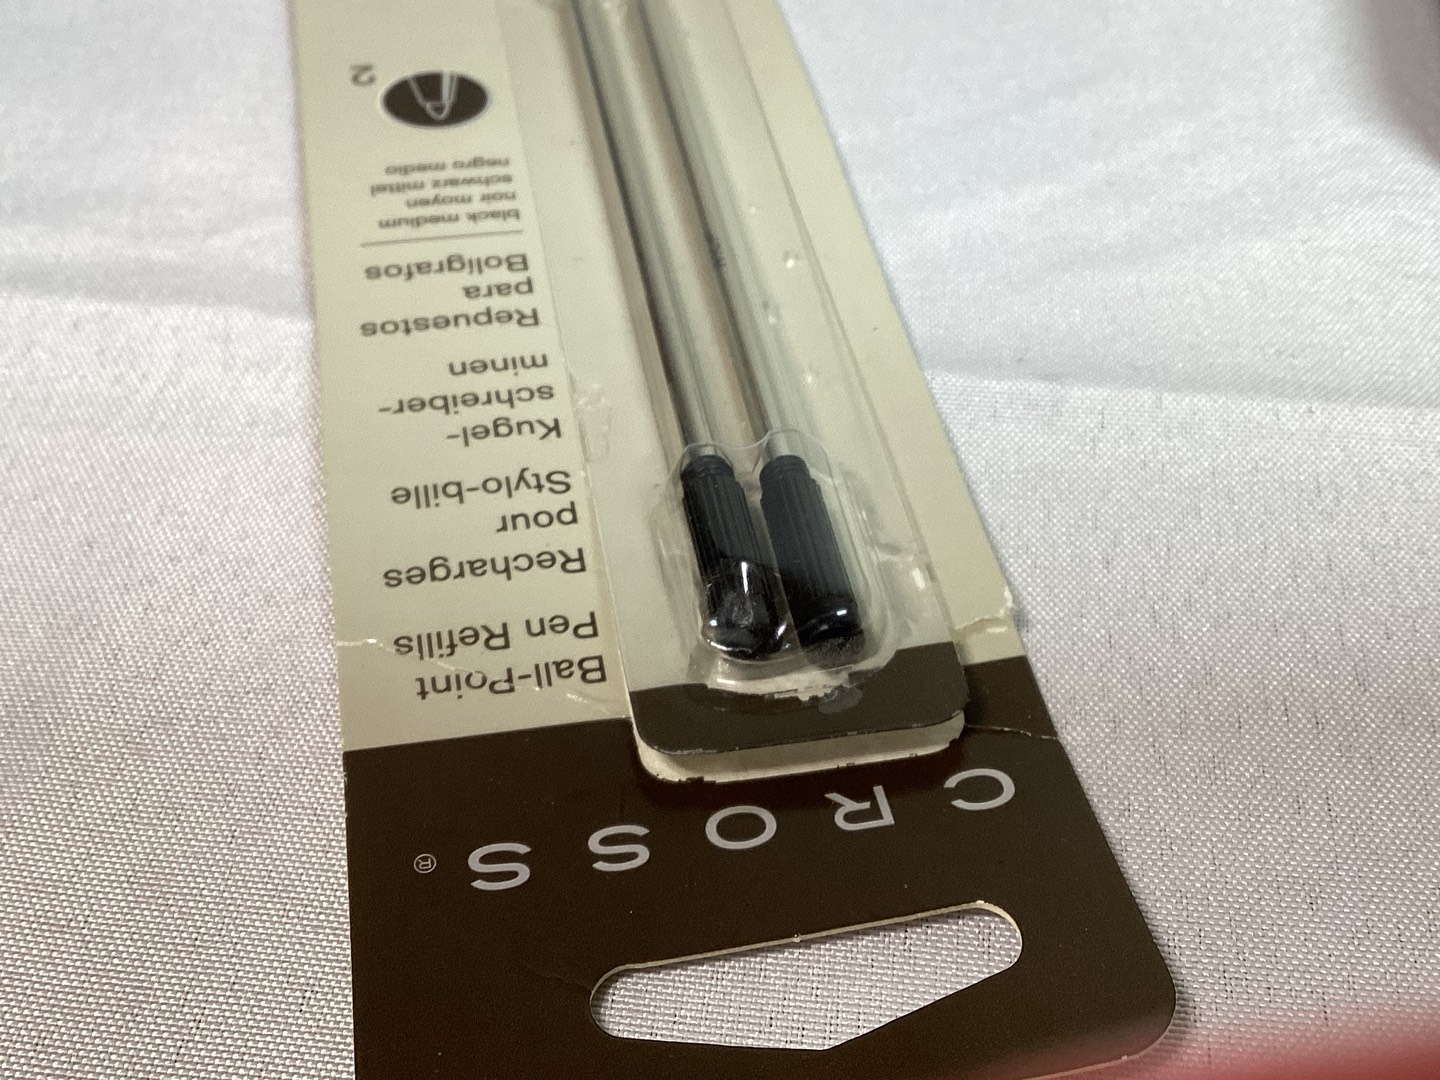 CROSS®
Ball-Point
Pen Refills
Recharges
pour
Stylo-bille
Kugel-
schreiber-
minen
Repuestos
para
Bolígrafos
black medium
noir moyen
schwarz mittel
negro medio
2